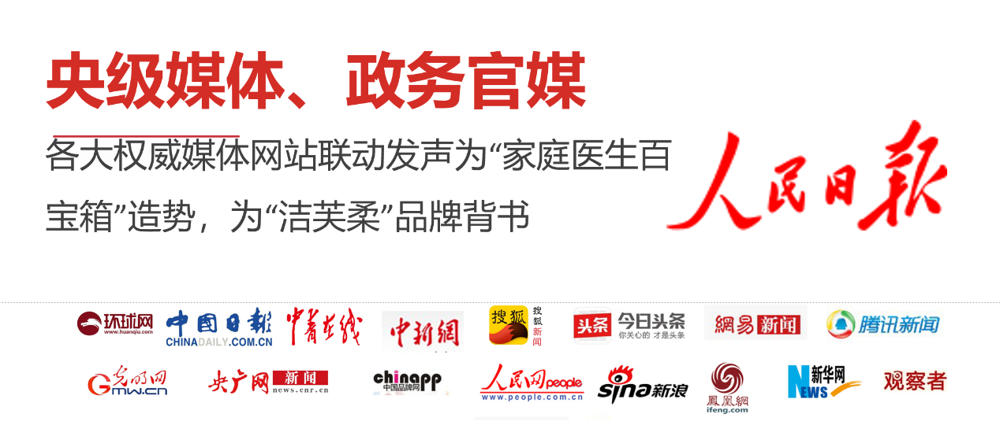 央级媒体、政务官媒
各大权威媒体网站联动发声为“家庭医生百
宝箱”造势，为“洁芙柔”品牌背书
人民日报
环球网
www.huanqiu.com
中国日報
CHINADAILY.COM.CN
中青在线
中新網
搜狐
搜狐新闻
头条
今日头条
你关心的 才是头条
網易新闻
腾讯新闻
光明网
Gmw.cn
央广网 新闻
news.cnr.cn
chinapp
中国品牌网
人民网 people
www.people.com.cn
sina新浪
鳳凰網
ifeng.com
新华网
NEWS
观察者